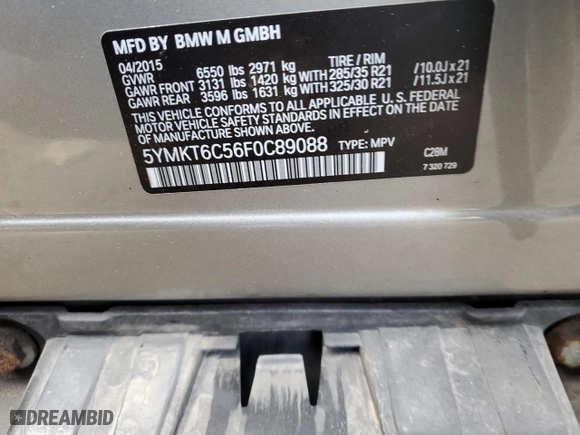 MFD BY BMW M GMBH
04/2015 TIRE / RIM
GVWR 6550 lbs 2971 kg
GAWR FRONT 3131 lbs 1420 kg WITH 285/35 R21 /10.0J x 21
GAWR REAR 3596 lbs 1631 kg WITH 325/30 R21 /11.5J x 21
THIS VEHICLE CONFORMS TO ALL APPLICABLE U. S. FEDERAL
MOTOR VEHICLE SAFETY STANDARDS IN EFFECT ON THE DATE OF
MANUFACTURE SHOWN ABOVE.
5YMKT6C56F0C89088 TYPE: MPV C28M
7 320 729
DREAMBID